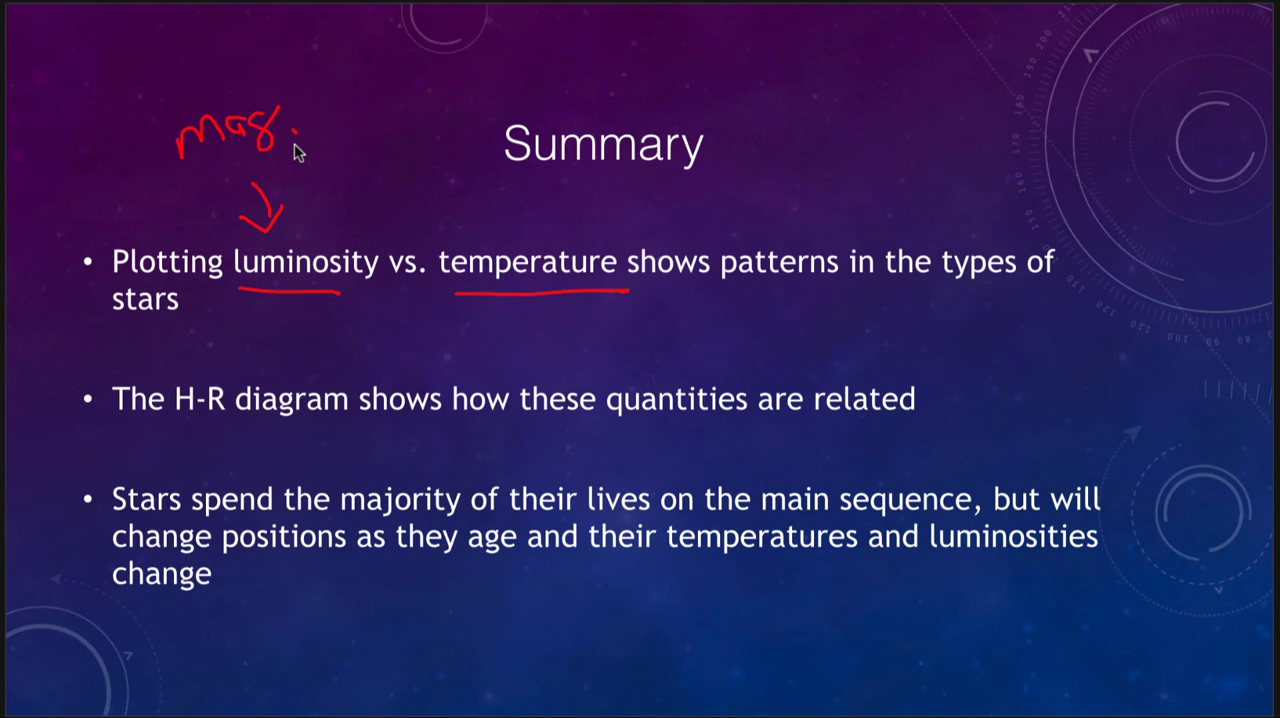 mag.
Summary
• Plotting luminosity vs. temperature shows patterns in the types of
stars
• The H-R diagram shows how these quantities are related
• Stars spend the majority of their lives on the main sequence, but will
change positions as they age and their temperatures and luminosities
change